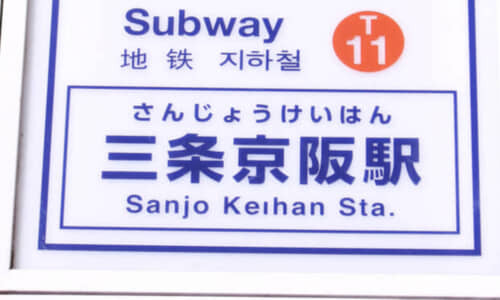 Subway
T
11
地 铁 지하철
さんじょうけいはん
三条京阪駅
Sanjo Keihan Sta.